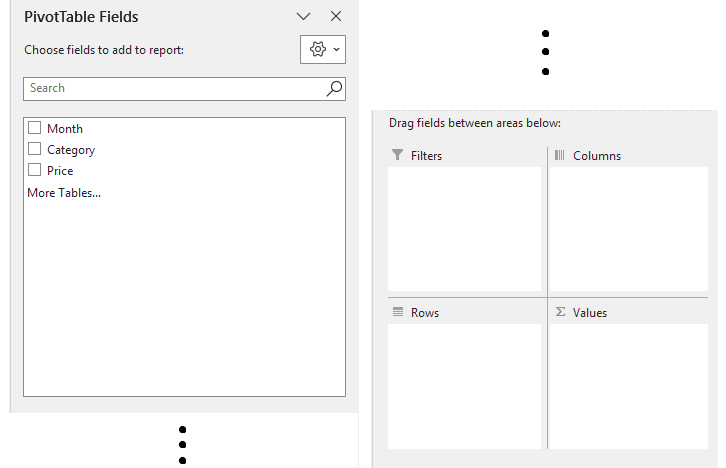 PivotTable Fields
Choose fields to add to report:
Search
Month
Category
Price
More Tables...
Drag fields between areas below:
Filters
Columns
Rows
Values